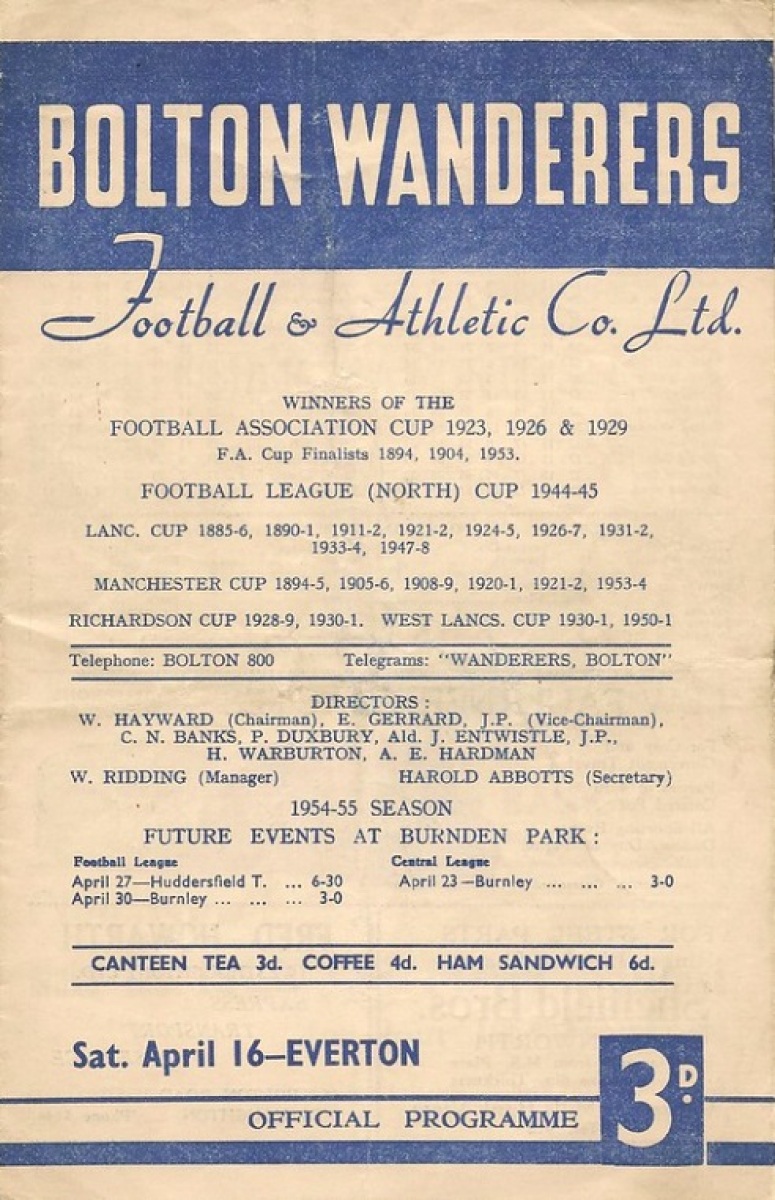 BOLTON WANDERERS
Football & Athletic Co. Ltd.
WINNERS OF THE
FOOTBALL ASSOCIATION CUP 1923, 1926 & 1929
F.A. Cup Finalists 1894, 1904, 1953.
FOOTBALL LEAGUE (NORTH) CUP 1944-45
LANC. CUP 1885-6, 1890-1, 1911-2, 1921-2, 1924-5, 1926-7, 1931-2,
1933-4, 1947-8
MANCHESTER CUP 1894-5, 1905-6, 1908-9, 1920-1, 1921-2, 1953-4
RICHARDSON CUP 1928-9, 1930-1. WEST LANCS. CUP 1930-1, 1950-1
Telephone: BOLTON 800 Telegrams: "WANDERERS, BOLTON"
DIRECTORS :
W. HAYWARD (Chairman), E. GERRARD, J.P. (Vice-Chairman),
C. N. BANKS, P. DUXBURY, Ald. J. ENTWISTLE, J.P.,
H. WARBURTON, A. E. HARDMAN
W. RIDDING (Manager) HAROLD ABBOTTS (Secretary)
1954-55 SEASON
FUTURE EVENTS AT BURNDEN PARK :
Football League Central League
April 27—Huddersfield T. ... 6-30 April 23—Burnley ... ... ... 3-0
April 30—Burnley ... ... ... 3-0
CANTEEN TEA 3d. COFFEE 4d. HAM SANDWICH 6d.
Sat. April 16—EVERTON
OFFICIAL PROGRAMME 3D.